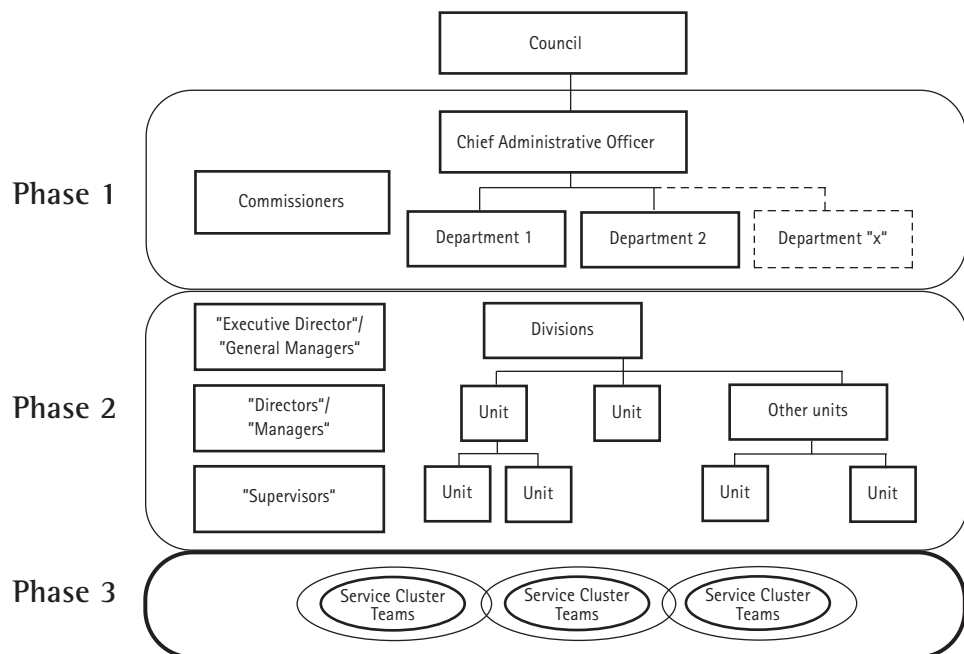 Council
Phase 1
Chief Administrative Officer
Commissioners
Department 1
Department 2
Department ”x“
Phase 2
”Executive Director“/
”General Managers“
Divisions
”Directors“/
”Managers“
Unit
Unit
Other units
”Supervisors“
Unit
Unit
Unit
Unit
Phase 3
Service Cluster
Teams
Service Cluster
Teams
Service Cluster
Teams